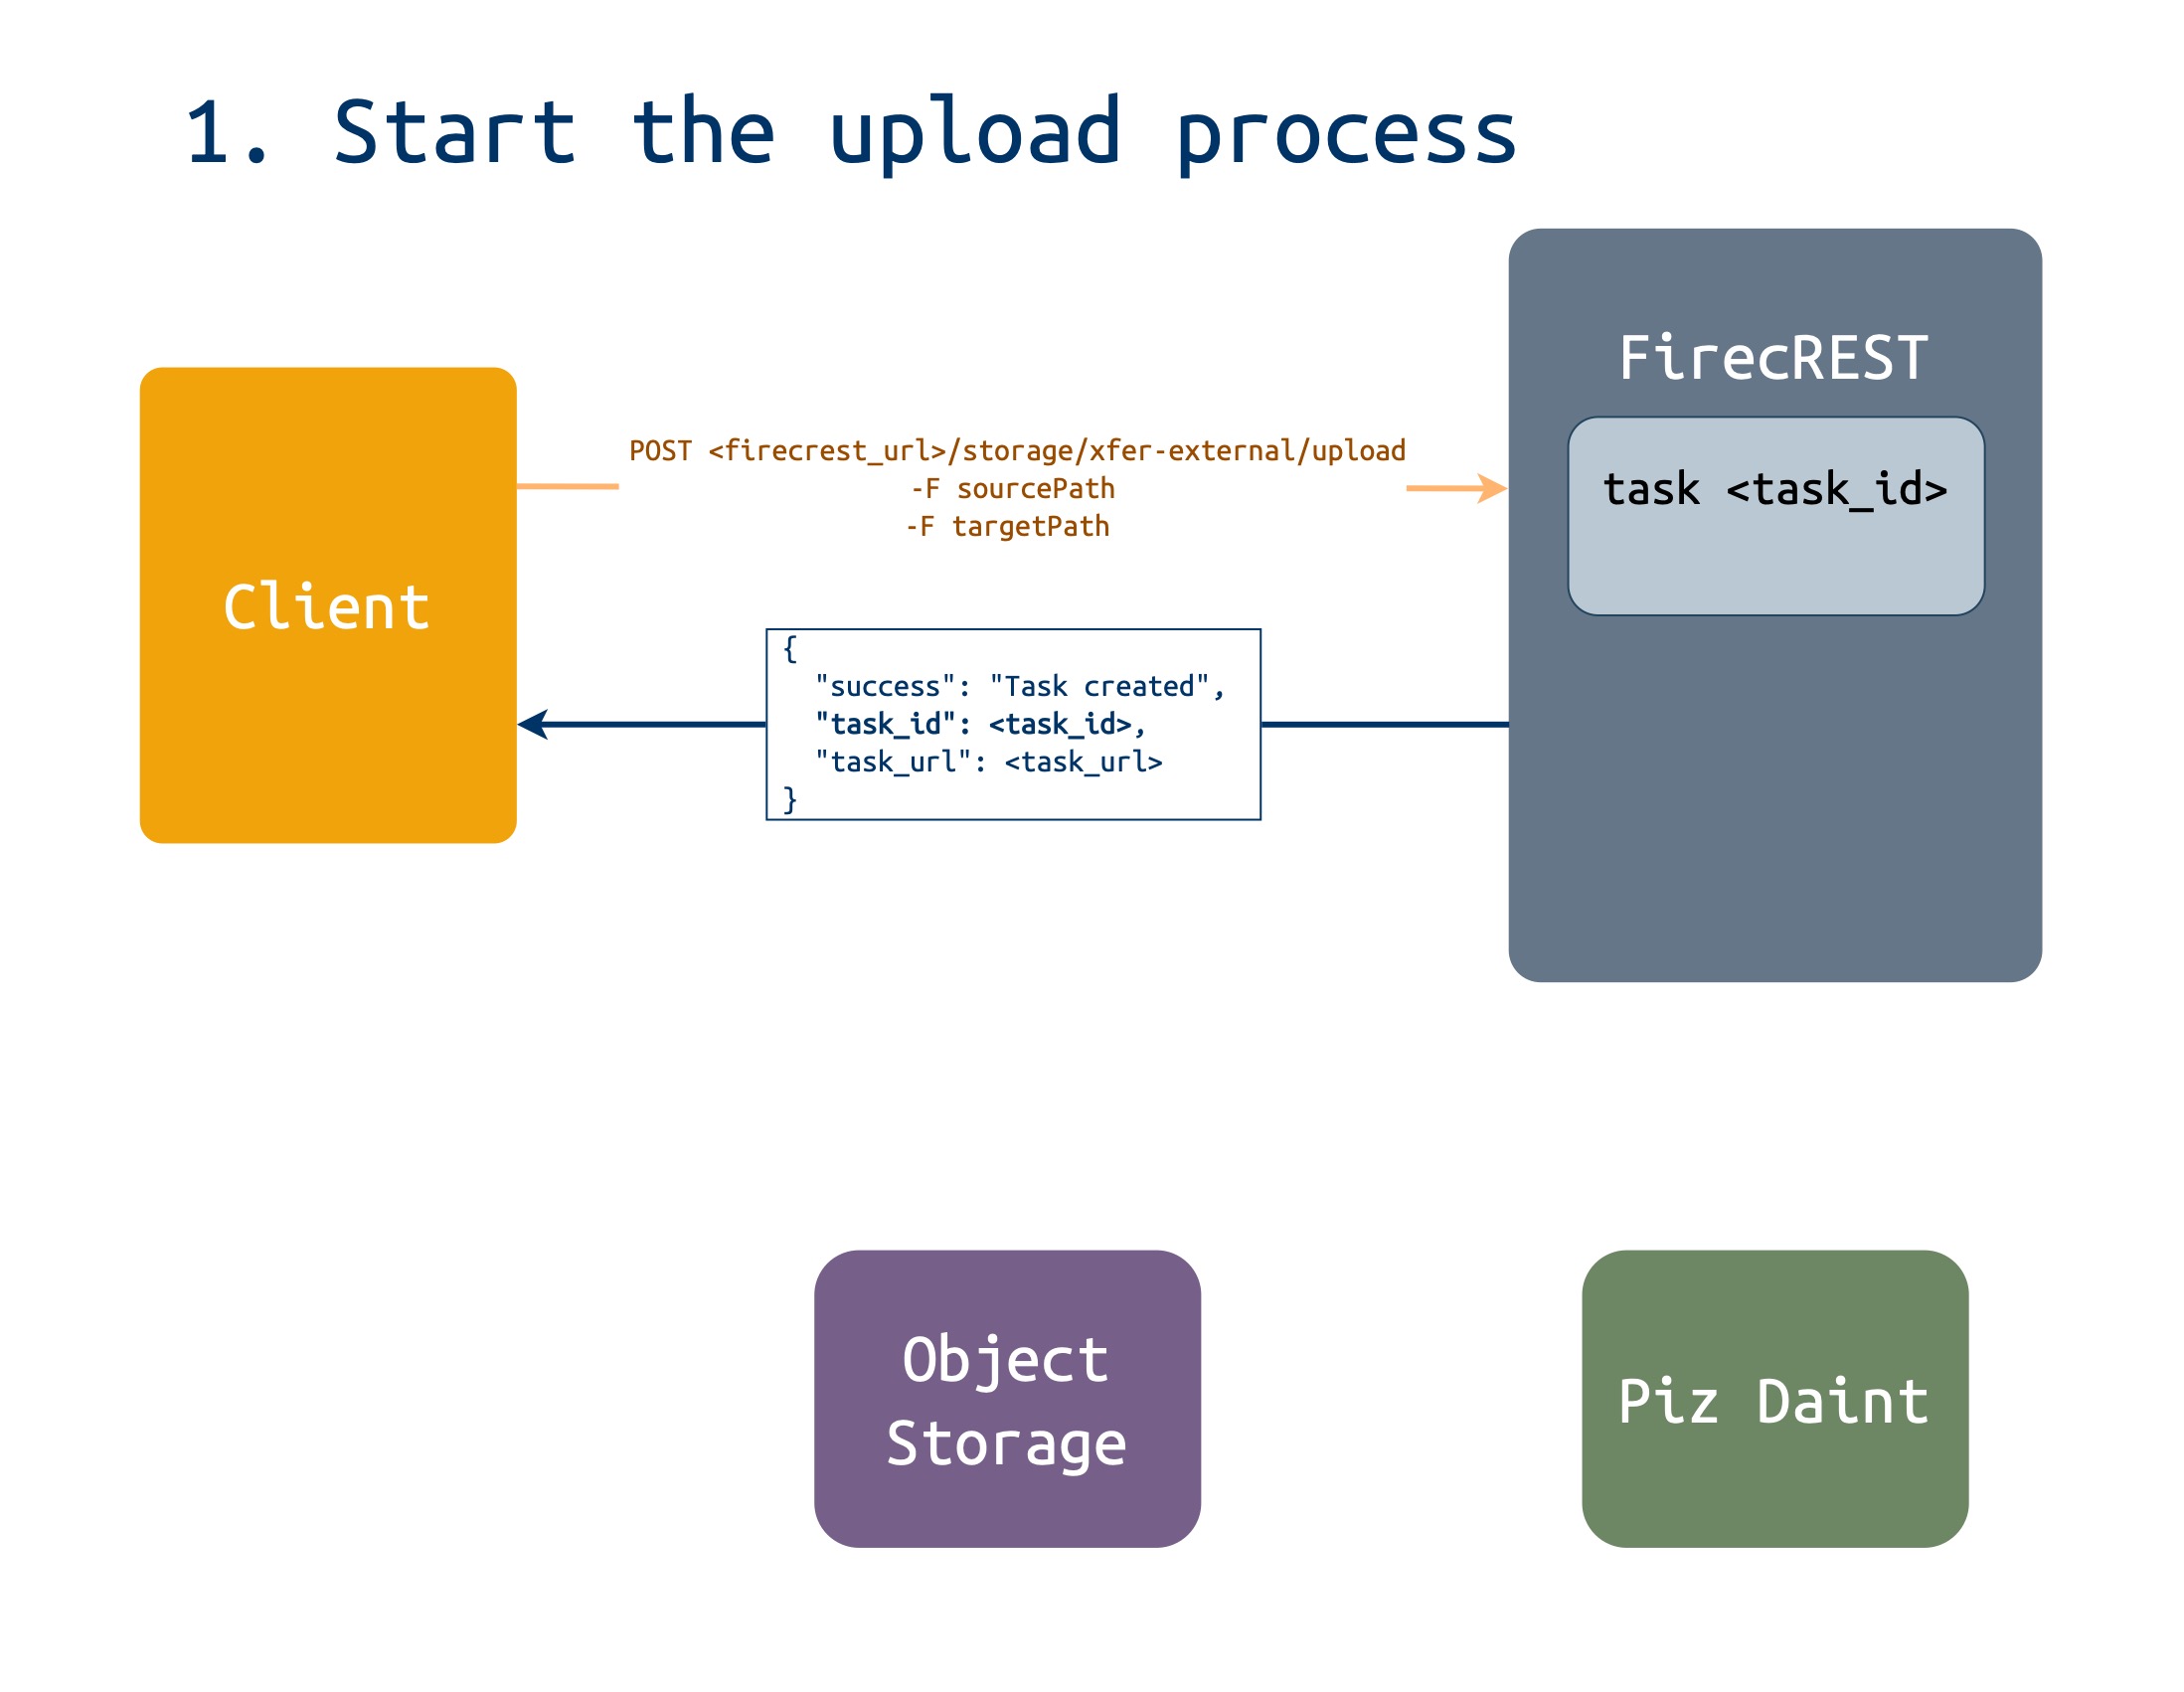 1. Start the upload process
FirecREST
task <task_id>
Client
POST <firecrest_url>/storage/xfer-external/upload
-F sourcePath
-F targetPath
{
"success": "Task created",
"task_id": <task_id>,
"task_url": <task_url>
}
Object
Storage
Piz Daint